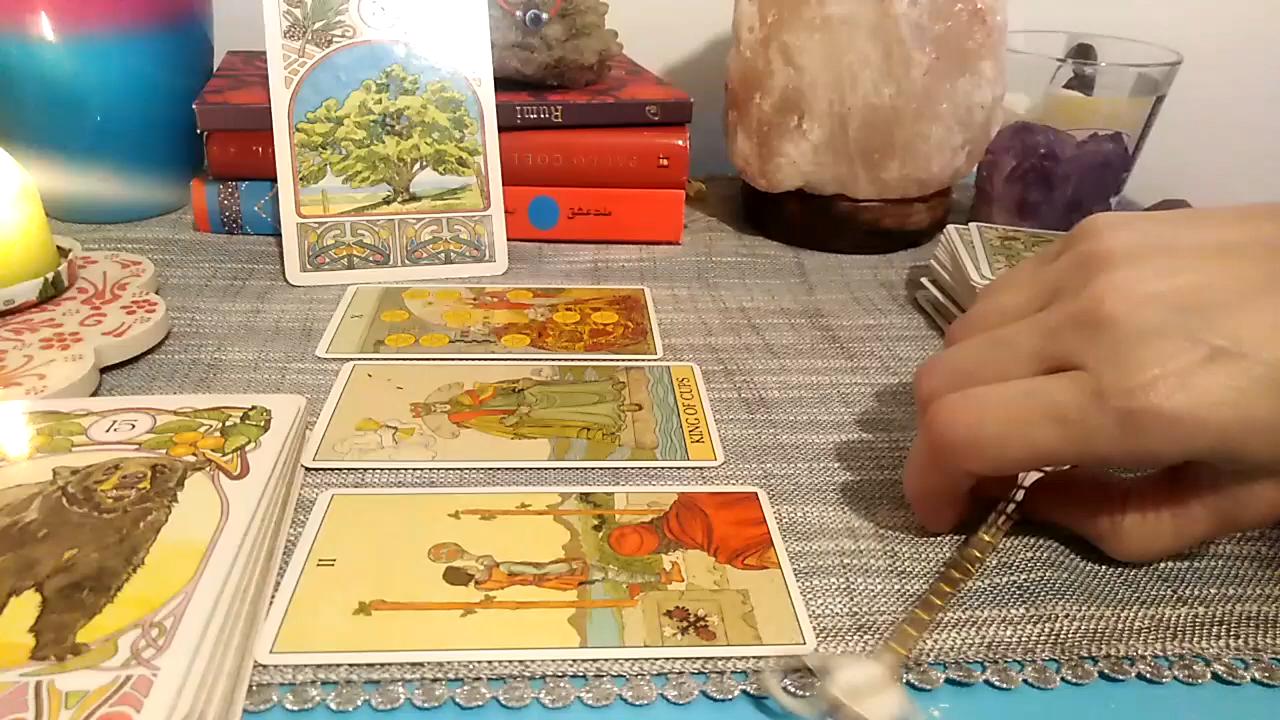 Rumi
PAULO COEL
ملت عشق
X
KING OF CUPS
15
II